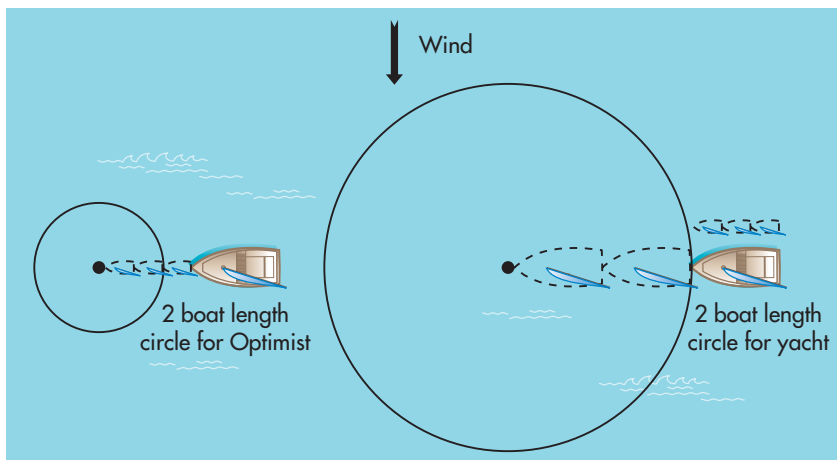 Wind
2 boat length
circle for Optimist
2 boat length
circle for yacht